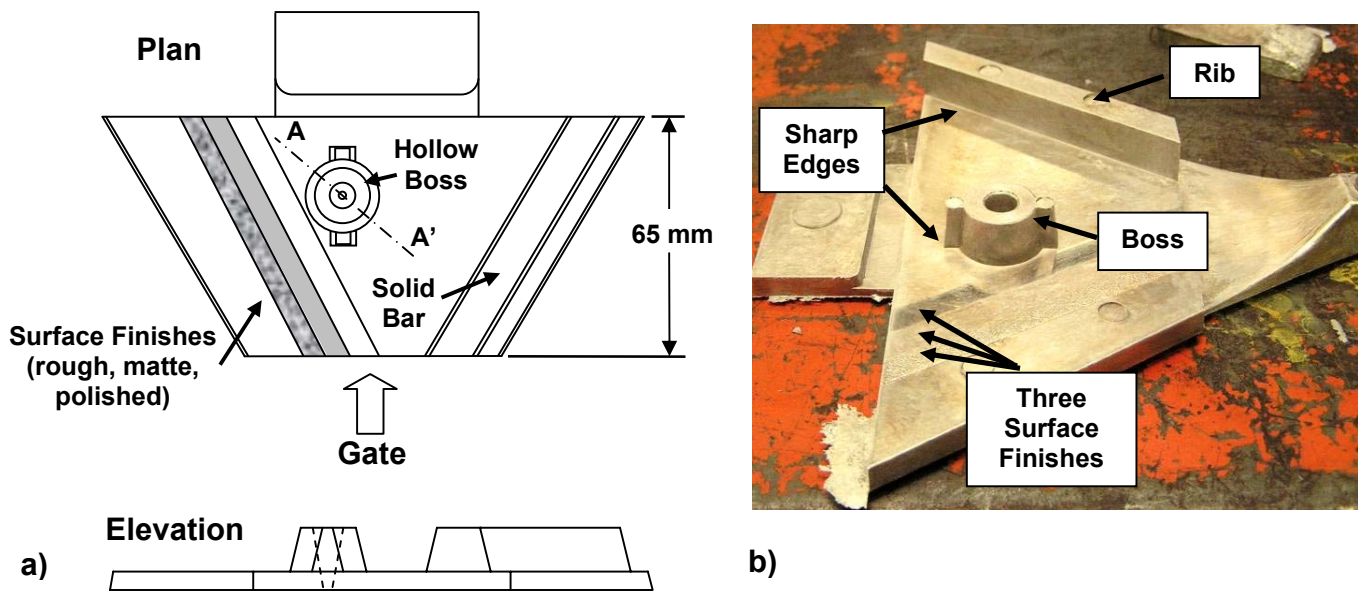 Plan
A
Hollow
Boss
A’
65 mm
Solid
Bar
Surface Finishes
(rough, matte,
polished)
Gate
Elevation
a)
Rib
Sharp
Edges
Boss
Three
Surface
Finishes
b)